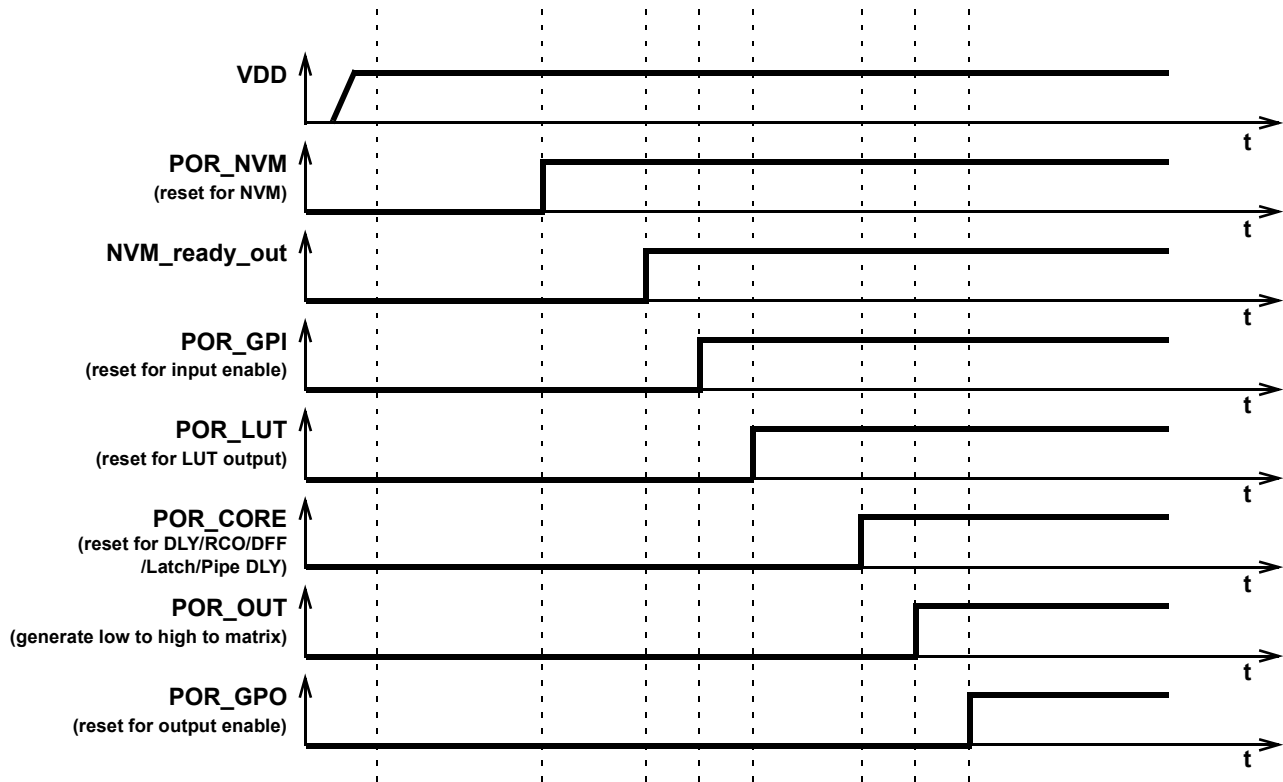 VDD
t
POR_NVM
(reset for NVM)
t
NVM_ready_out
t
POR_GPI
(reset for input enable)
t
POR_LUT
(reset for LUT output)
t
POR_CORE
(reset for DLY/RCO/DFF
/Latch/Pipe DLY)
t
POR_OUT
(generate low to high to matrix)
t
POR_GPO
(reset for output enable)
t